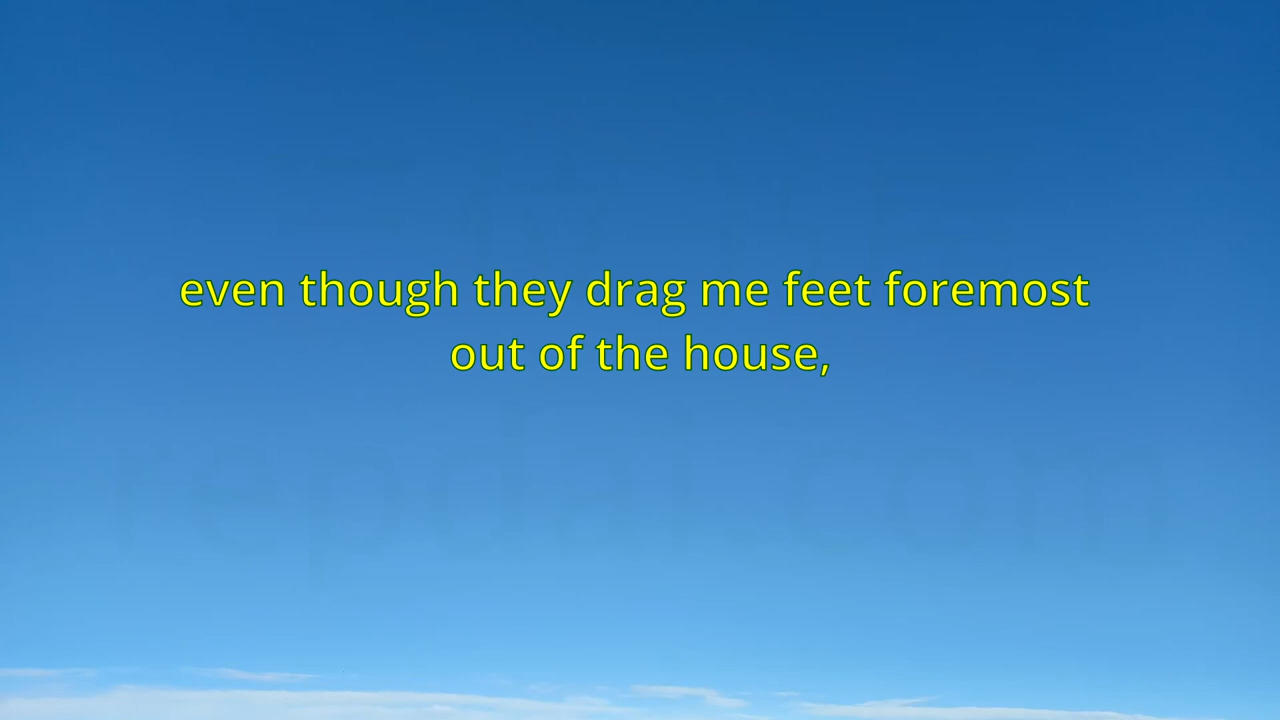 even though they drag me feet foremost
out of the house,